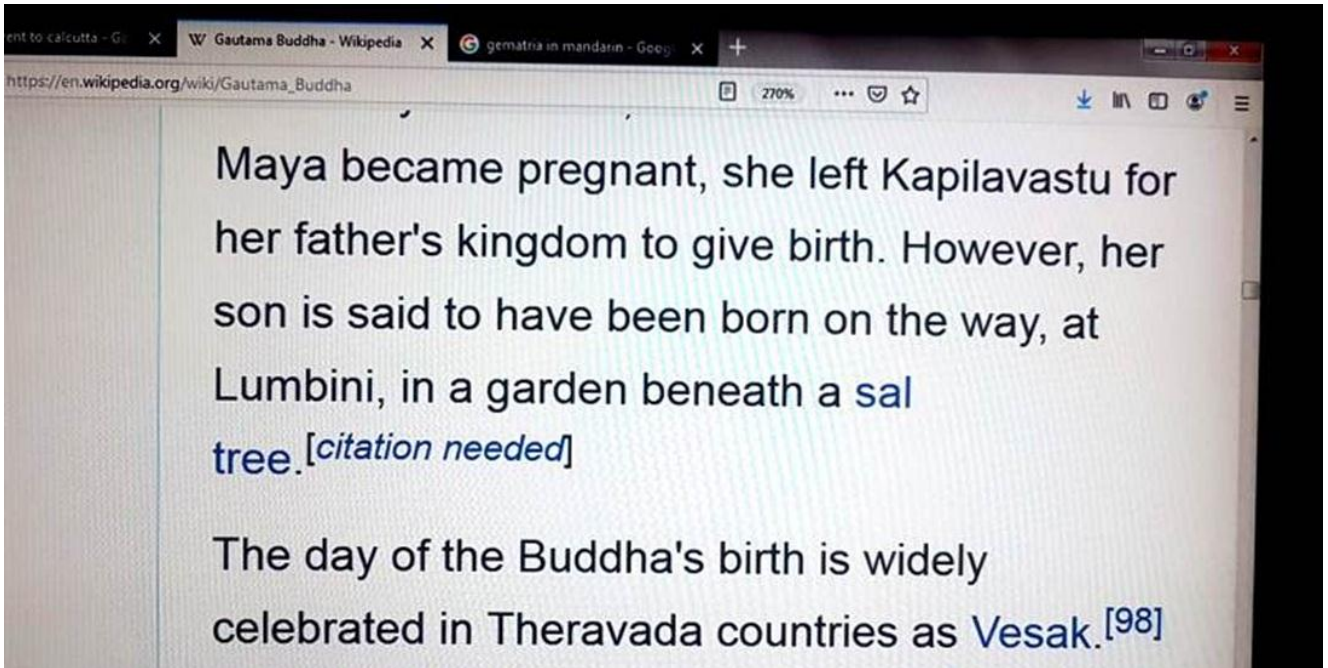 ent to calcutta - G
W Gautama Buddha - Wikipedia
G gematria in mandarin - Goog
https://en.wikipedia.org/wiki/Gautama_Buddha
270%
Maya became pregnant, she left Kapilavastu for
her father's kingdom to give birth. However, her
son is said to have been born on the way, at
Lumbini, in a garden beneath a sal
tree.[citation needed]
The day of the Buddha's birth is widely
celebrated in Theravada countries as Vesak.[98]